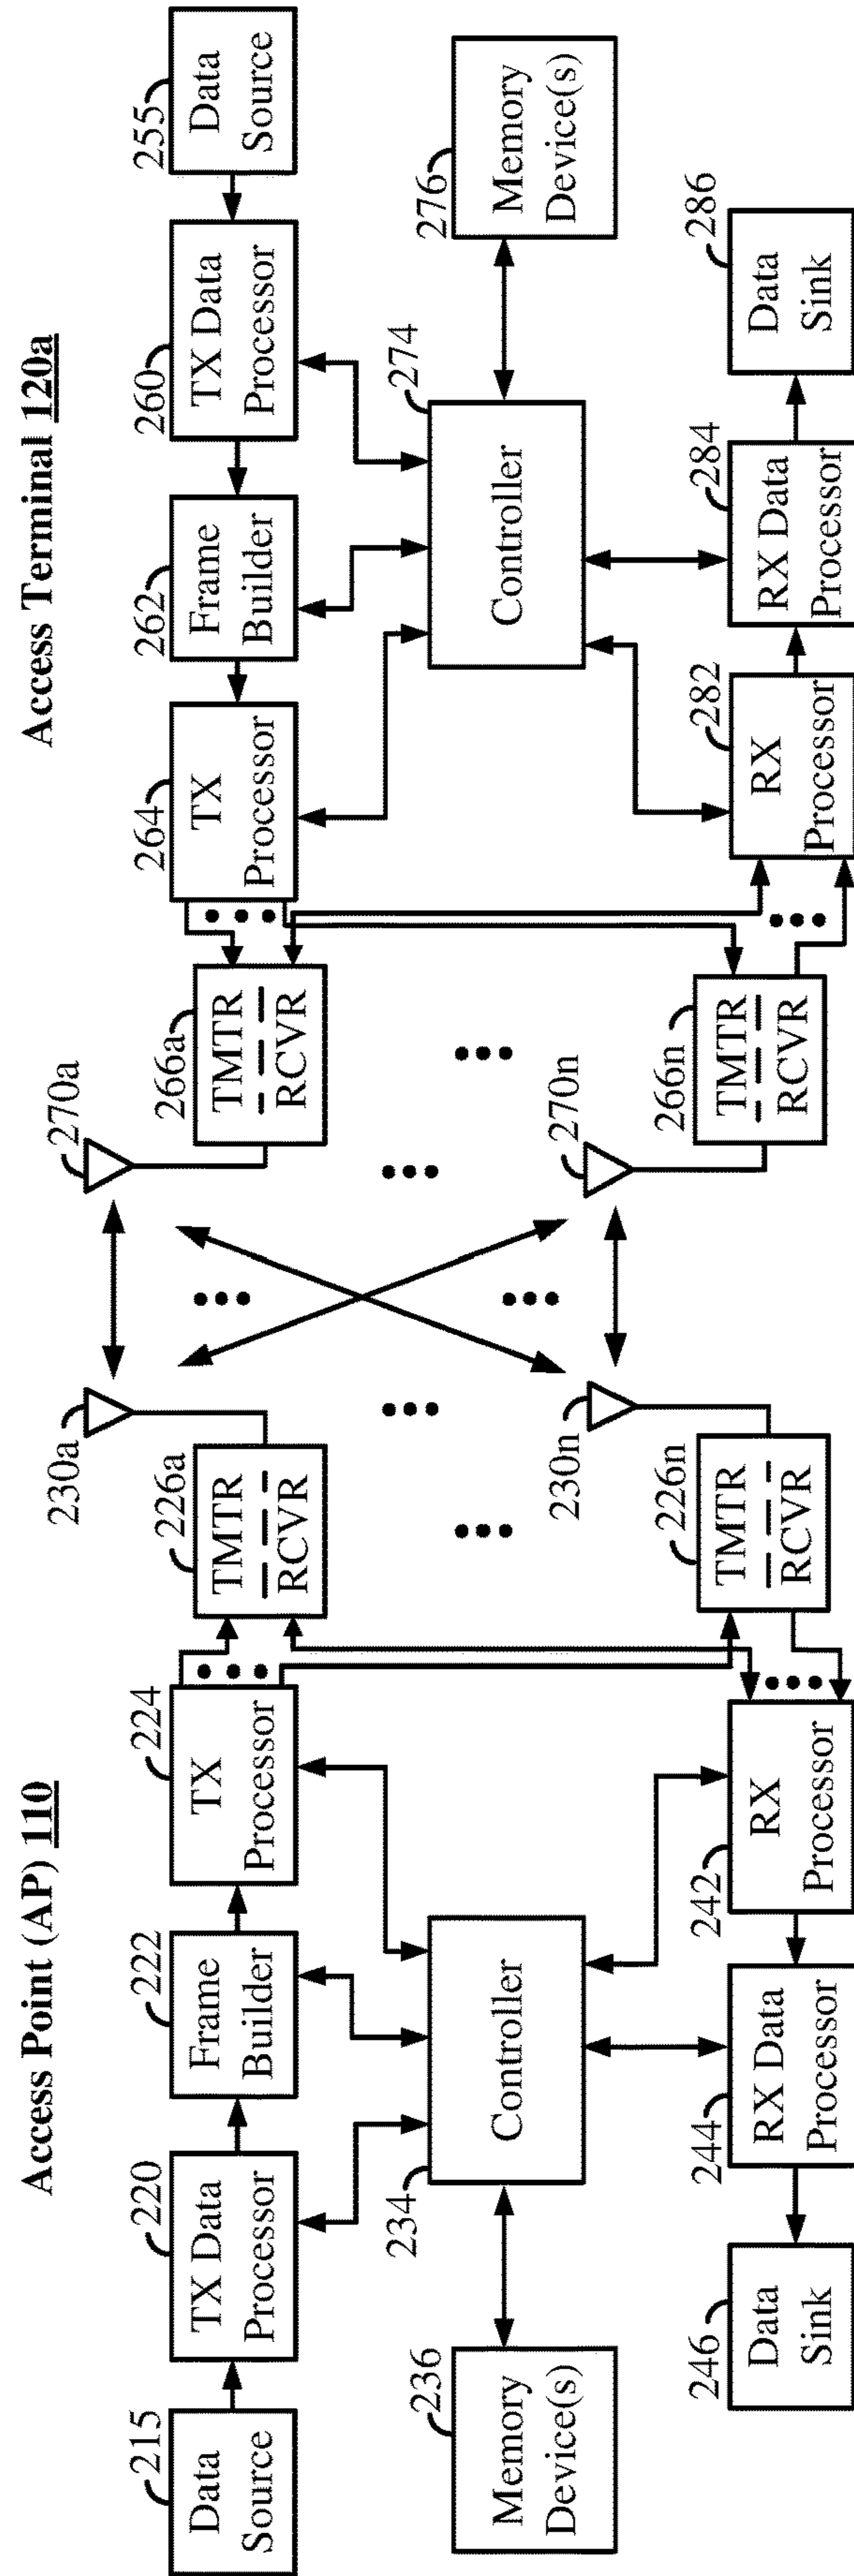 Access Point (AP) 110
Access Terminal 120a
215
Data
Source
220
TX Data
Processor
222
Frame
Builder
224
TX
Processor
226a
TMTR
RCVR
230a
270a
266a
TMTR
RCVR
264
TX
Processor
262
Frame
Builder
260
TX Data
Processor
255
Data
Source
236
Memory
Device(s)
234
Controller
274
Controller
276
Memory
Device(s)
246
Data
Sink
244
RX Data
Processor
242
RX
Processor
226n
TMTR
RCVR
230n
270n
266n
TMTR
RCVR
282
RX
Processor
284
RX Data
Processor
286
Data
Sink